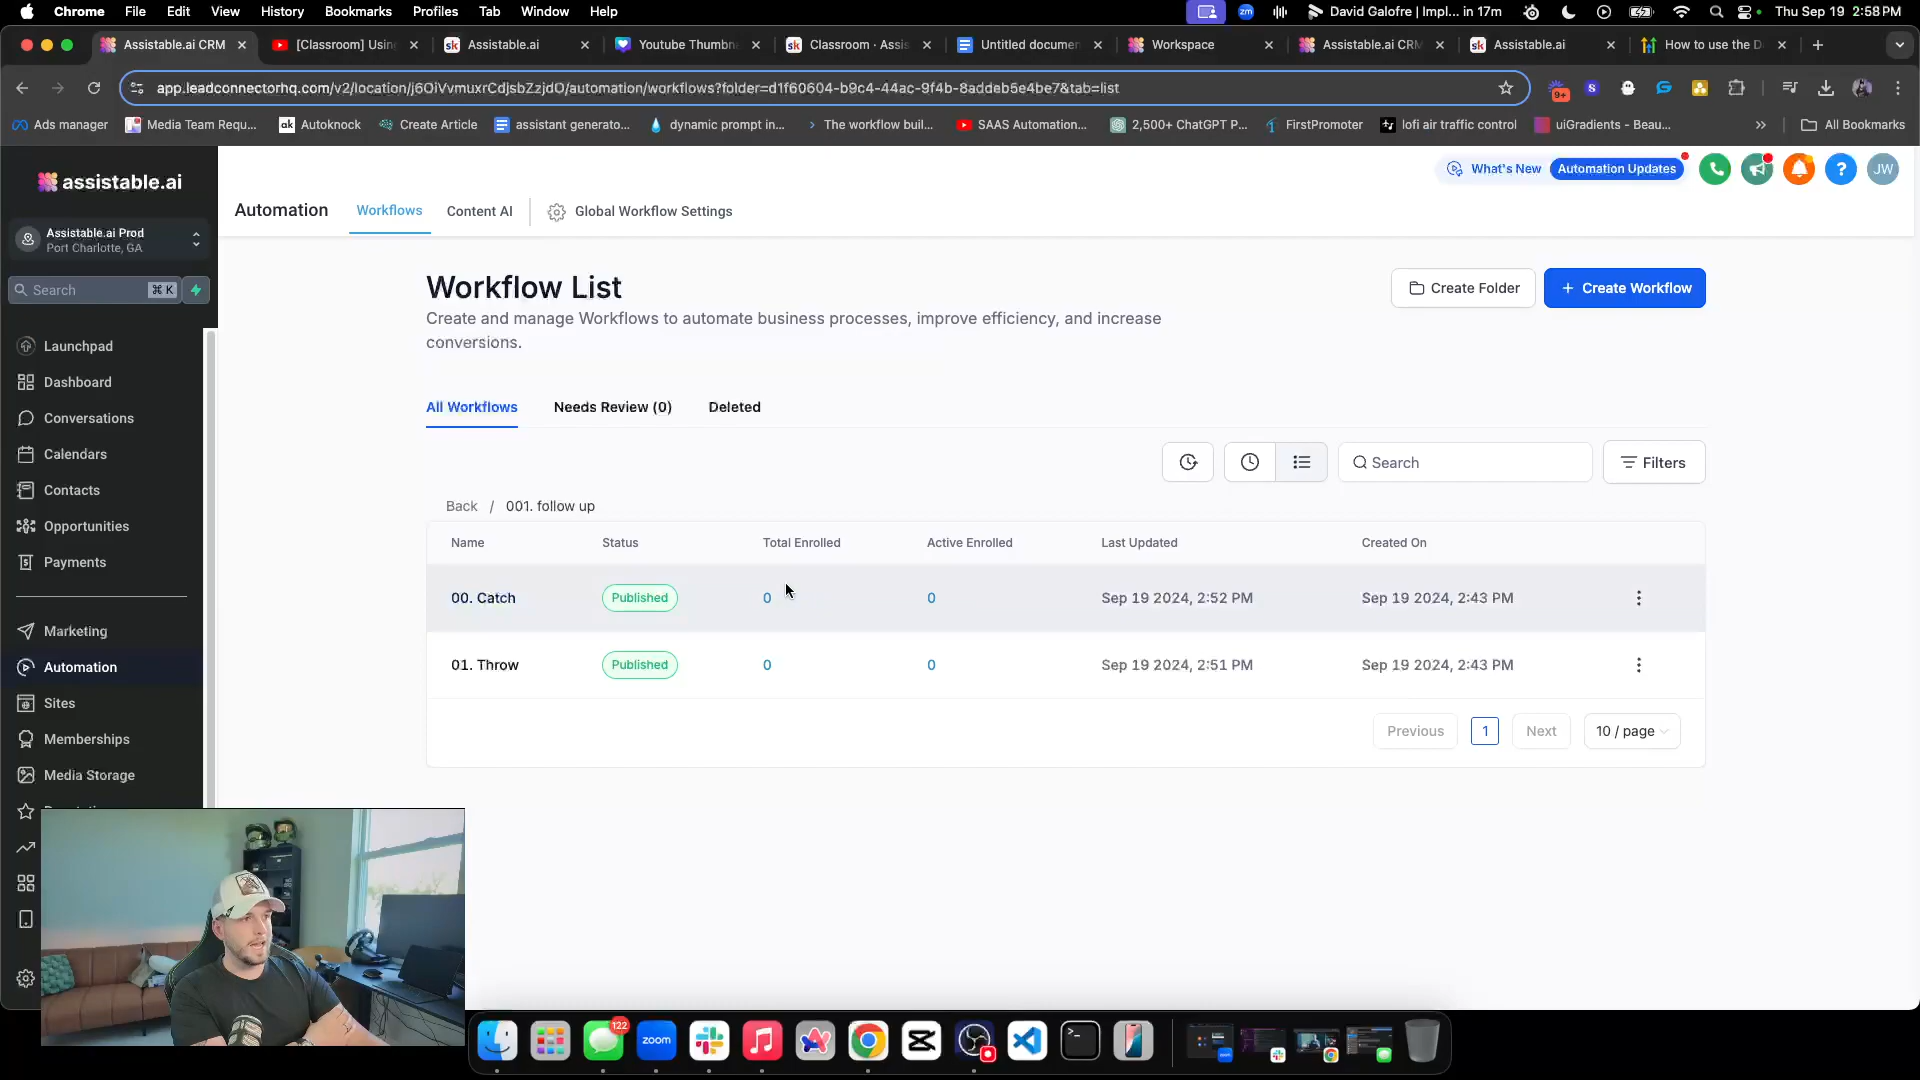 Chrome File Edit View History Bookmarks Profiles Tab Window Help
zm David Galofre | Impl... in 17m Thu Sep 19 2:58 PM
Assistable.ai CRM
[Classroom] Usin
Assistable.ai
Youtube Thumbn
Classroom · Assis
Untitled documen
Workspace
Assistable.ai CRM
Assistable.ai
How to use the D
app.leadconnectorhq.com/v2/location/j6OiVvmuxrCdjsbZzjdO/automation/workflows?folder=d1f60604-b9c4-44ac-9f4b-8addeb5e4be7&tab=list
9+
S
Ads manager
Media Team Requ...
ak Autoknock
Create Article
assistant generato...
dynamic prompt in...
The workflow buil...
SAAS Automation...
2,500+ ChatGPT P...
FirstPromoter
lofi air traffic control
uiGradients - Beau...
All Bookmarks
assistable.ai
What's New
Automation Updates
?
JW
Automation
Workflows
Content AI
Global Workflow Settings
Assistable.ai Prod
Port Charlotte, GA
Search ⌘ K
Launchpad
Dashboard
Conversations
Calendars
Contacts
Opportunities
Payments
Marketing
Automation
Sites
Memberships
Media Storage
Workflow List
Create and manage Workflows to automate business processes, improve efficiency, and increase
conversions.
Create Folder
+ Create Workflow
All Workflows
Needs Review (0)
Deleted
Search
Filters
Back / 001. follow up
Name Status Total Enrolled Active Enrolled Last Updated Created On
00. Catch Published 0 0 Sep 19 2024, 2:52 PM Sep 19 2024, 2:43 PM
01. Throw Published 0 0 Sep 19 2024, 2:51 PM Sep 19 2024, 2:43 PM
Previous 1 Next 10 / page
122
zoom